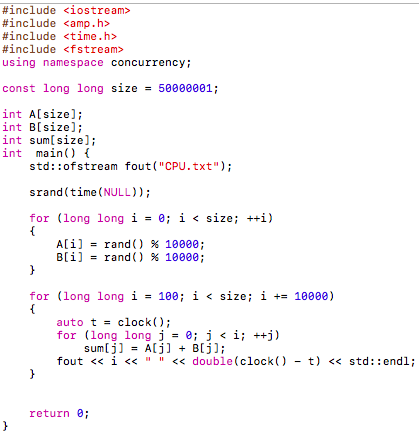 #include <iostream>
#include <amp.h>
#include <time.h>
#include <fstream>
using namespace concurrency;
const long long size = 50000001;
int A[size];
int B[size];
int sum[size];
int  main() {
    std::ofstream fout("CPU.txt");
    srand(time(NULL));
    for (long long i = 0; i < size; ++i)
    {
        A[i] = rand() % 10000;
        B[i] = rand() % 10000;
    }
    for (long long i = 100; i < size; i += 10000)
    {
        auto t = clock();
        for (long long j = 0; j < i; ++j)
            sum[j] = A[j] + B[j];
        fout << i << " " << double(clock() - t) << std::endl;
    }
    return 0;
}